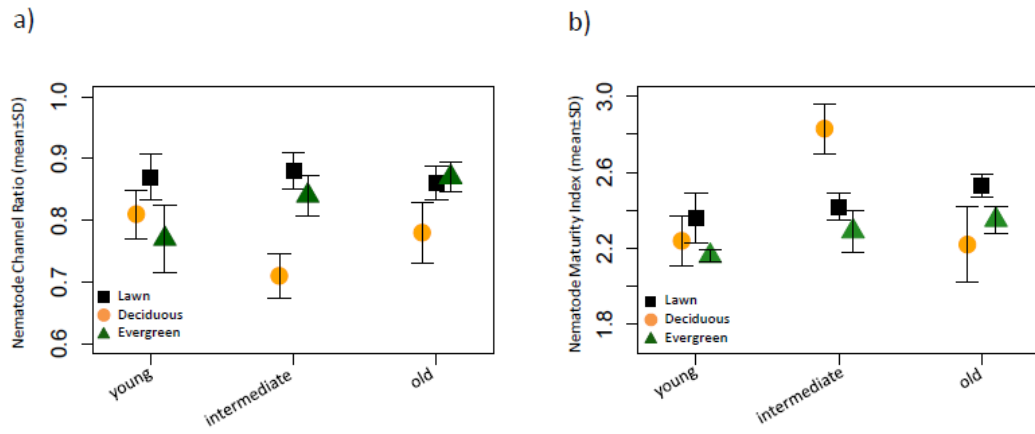 a)
Nematode Channel Ratio (mean±SD)
1.0
0.9
0.8
0.7
0.6
Lawn
Deciduous
Evergreen
young
intermediate
old
b)
Nematode Maturity Index (mean±SD)
3.0
2.6
2.2
1.8
Lawn
Deciduous
Evergreen
young
intermediate
old